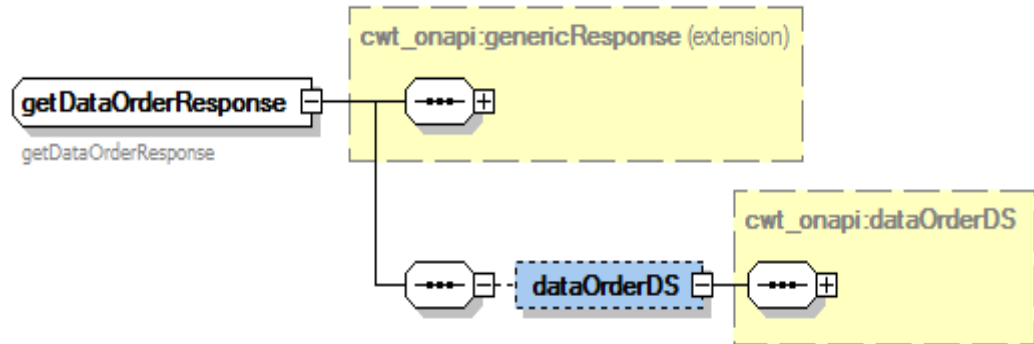 cwt_onapi:genericResponse (extension)
getDataOrderResponse
getDataOrderResponse
cwt_onapi:dataOrderDS
dataOrderDS